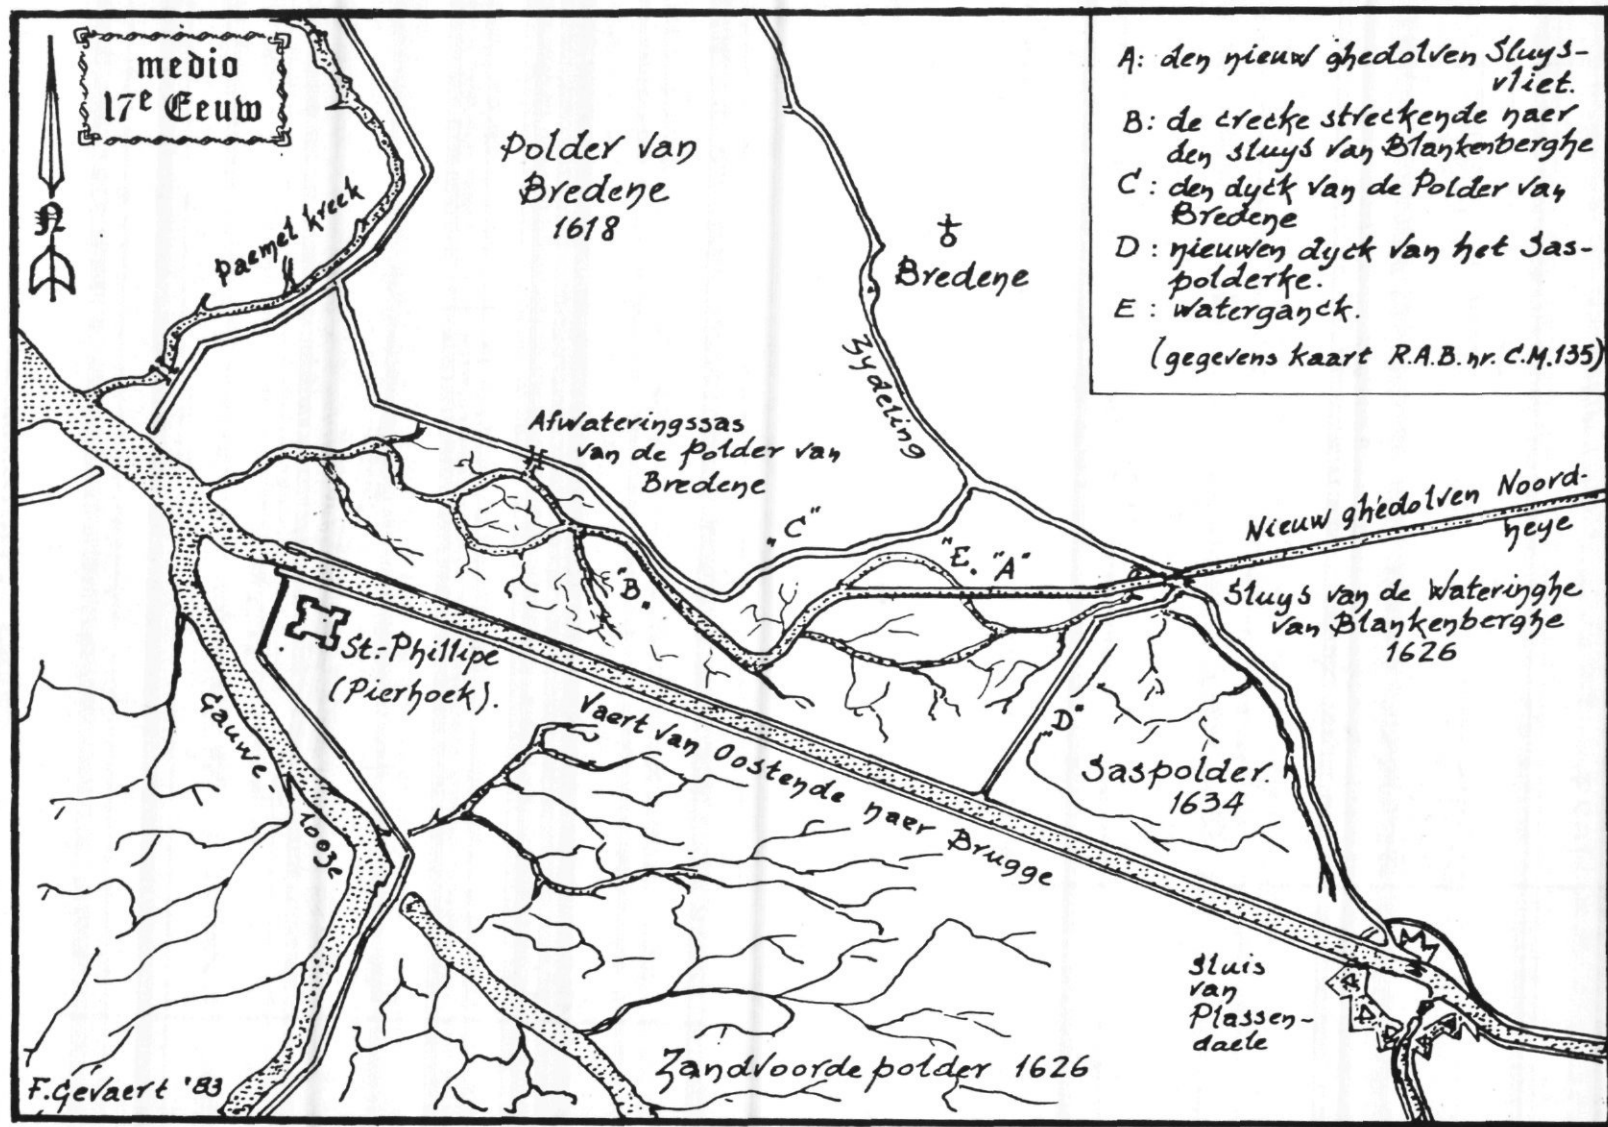 medio
17e Eeuw
A: den nieuw ghedolven Sluys-
vliet.
B: de crecke streckende naer
den sluys van Blankenberghe
C: den dyck van de Polder van
Bredene
D: nieuwen dyck van het Sas-
polderke.
E: Waterganck.
(gegevens kaart R.A.B. nr. C.M.135)
N
Polder van
Bredene
1618
Paemel kreek
Bredene
Zydeling
Afwateringssas
van de Polder van
Bredene
"C"
"E" "A"
"B"
Nieuw ghedolven Noord-
heye
Sluys van de Wateringhe
van Blankenberghe
1626
St.-Phillipe
(Pierhoek).
Gauwe-
looze
Vaert van Oostende naer Brugge
"D"
Saspolder.
1634
Sluis
van
Plassen-
daele
Zandvoorde polder 1626
F. Gevaert '83